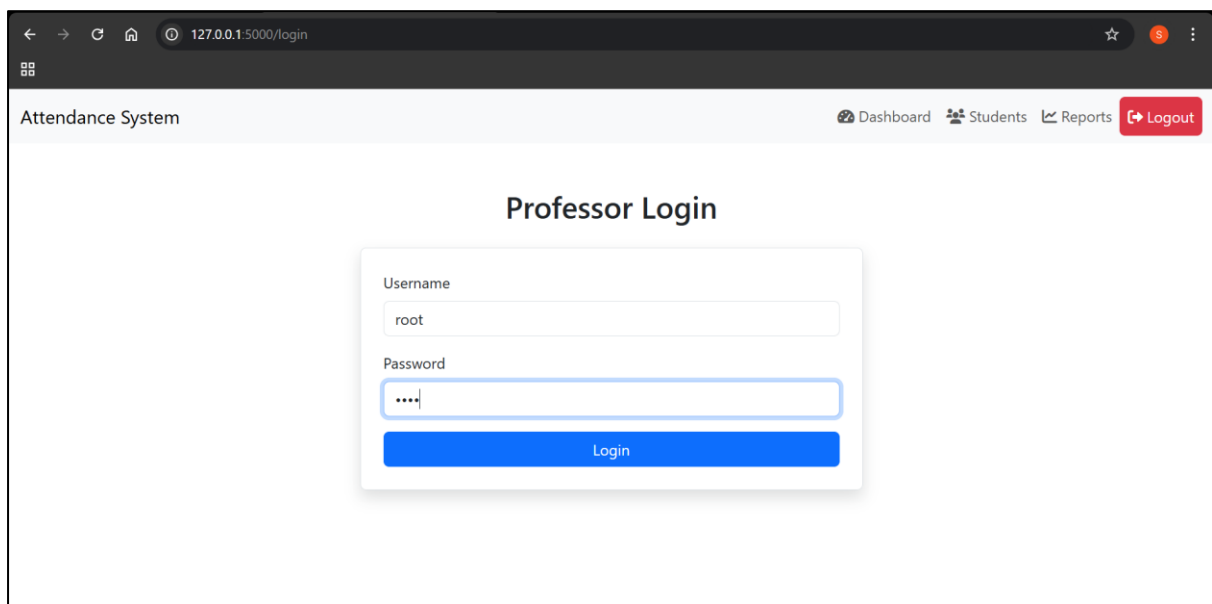 127.0.0.1:5000/login
S
Attendance System Dashboard Students Reports Logout
Professor Login
Username
root
Password
••••
Login